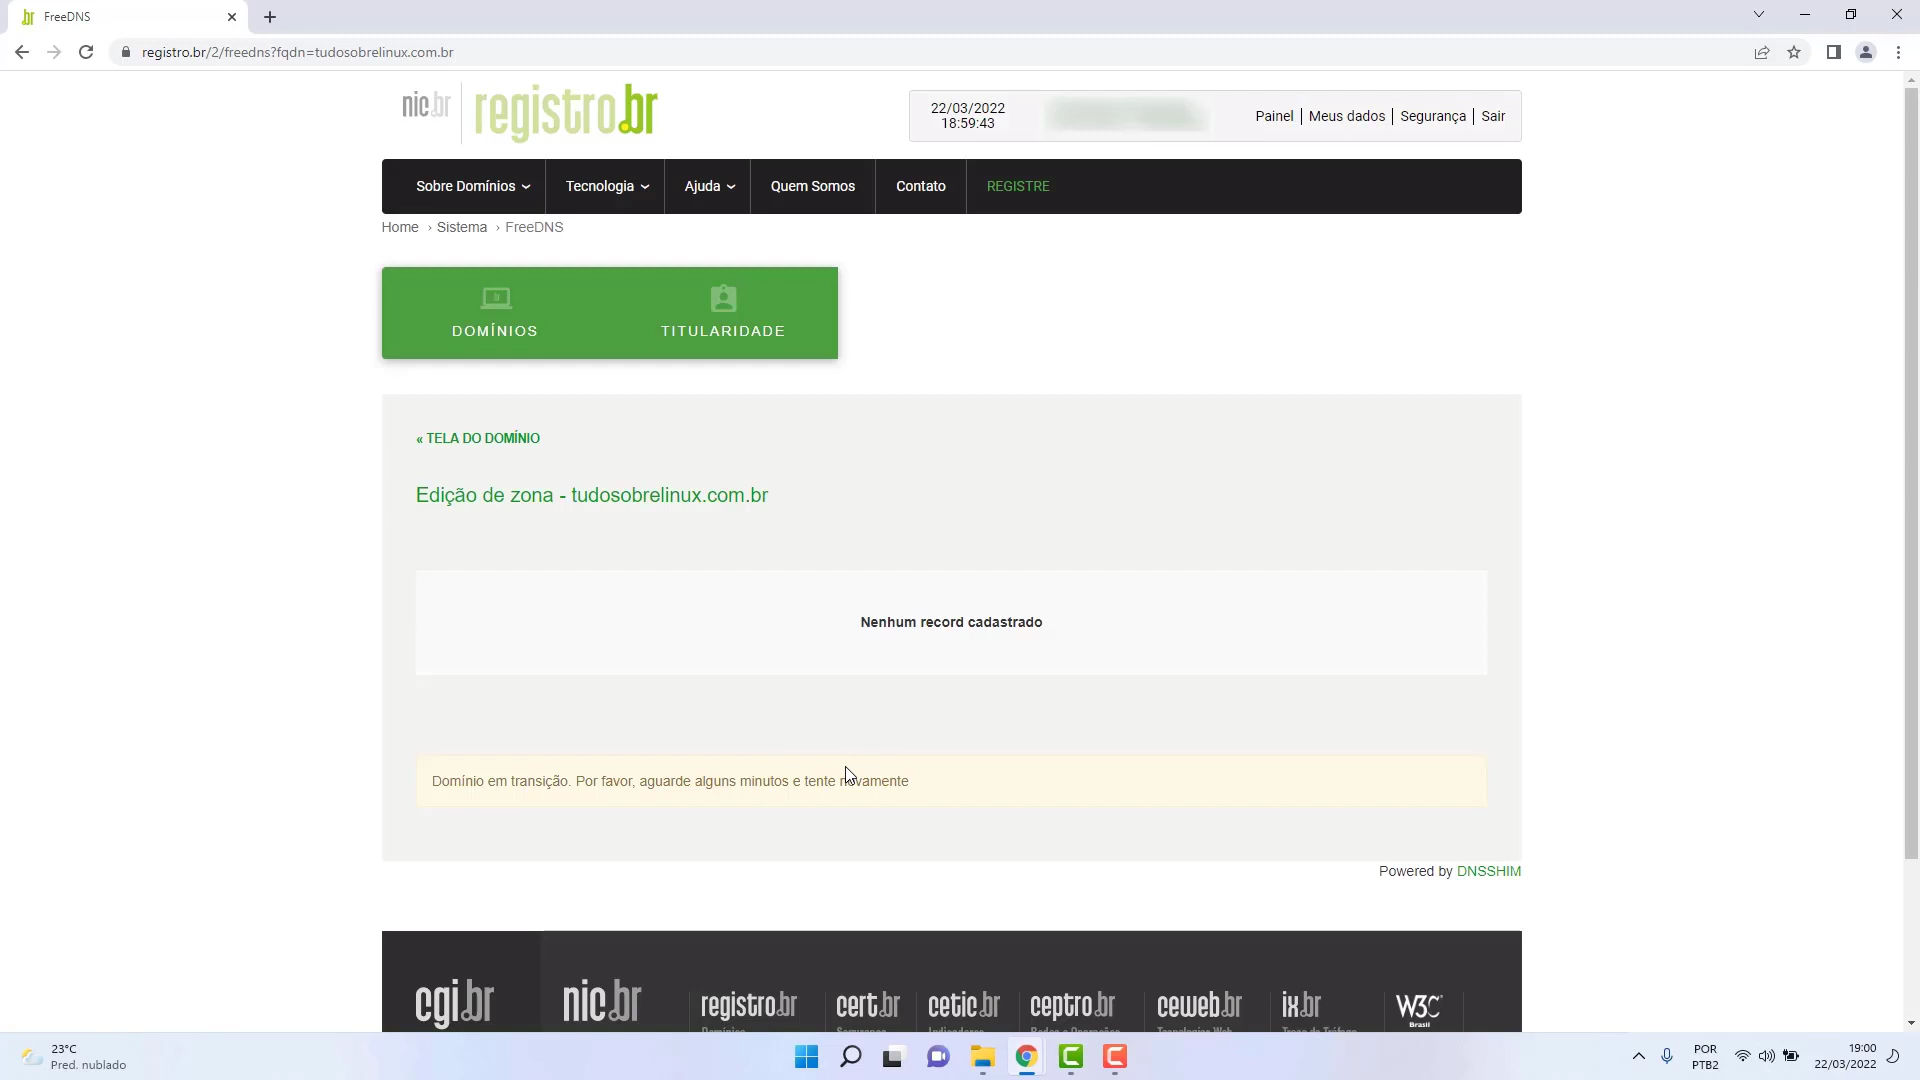 FreeDNS
registro.br/2/freedns?fqdn=tudosobrelinux.com.br
nic.br
registro.br
22/03/2022
18:59:43
Painel | Meus dados | Segurança | Sair
Sobre Domínios
Tecnologia
Ajuda
Quem Somos
Contato
REGISTRE
Home › Sistema › FreeDNS
DOMÍNIOS
TITULARIDADE
« TELA DO DOMÍNIO
Edição de zona - tudosobrelinux.com.br
Nenhum record cadastrado
Domínio em transição. Por favor, aguarde alguns minutos e tente novamente
Powered by DNSSHIM
cgi.br
nic.br
registro.br
cert.br
cetic.br
ceptro.br
ceweb.br
ix.br
W3C
Brasil
23°C
Pred. nublado
POR
PTB2
19:00
22/03/2022